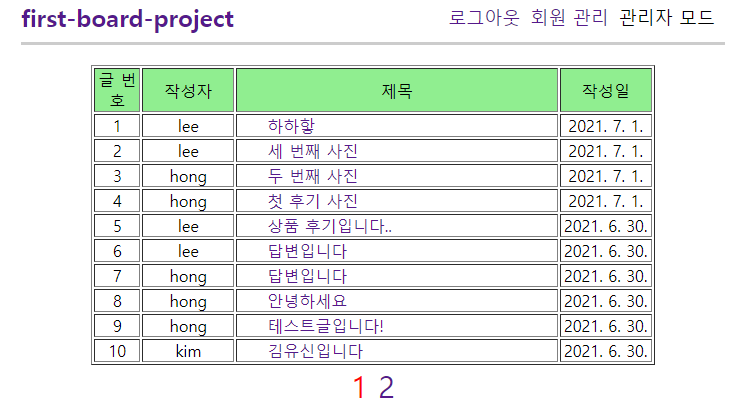 first-board-project 로그아웃 회원 관리 관리자 모드
글 번호 작성자 제목 작성일
1 lee 하하핳 2021. 7. 1.
2 lee 세 번째 사진 2021. 7. 1.
3 hong 두 번째 사진 2021. 7. 1.
4 hong 첫 후기 사진 2021. 7. 1.
5 lee 상품 후기입니다.. 2021. 6. 30.
6 lee 답변입니다 2021. 6. 30.
7 hong 답변입니다 2021. 6. 30.
8 hong 안녕하세요 2021. 6. 30.
9 hong 테스트글입니다! 2021. 6. 30.
10 kim 김유신입니다 2021. 6. 30.
1 2